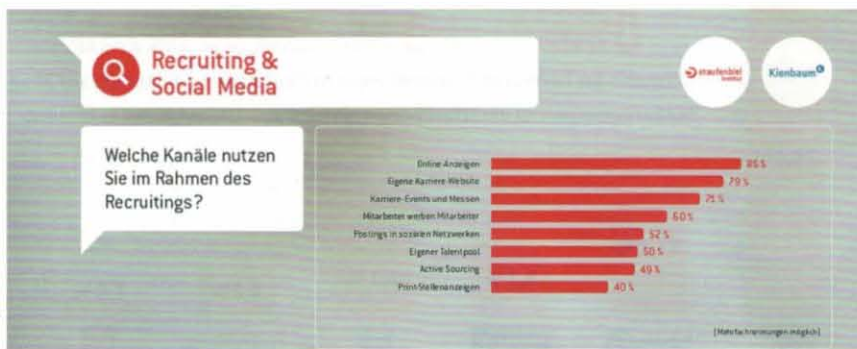 Recruiting &
Social Media
staufenbiel
Institut
Kienbaum
Welche Kanäle nutzen
Sie im Rahmen des
Recruitings?
Online-Anzeigen 85 %
Eigene Karriere-Website 79 %
Karriere-Events und Messen 71 %
Mitarbeiter werben Mitarbeiter 60 %
Postings in sozialen Netzwerken 52 %
Eigener Talentpool 50 %
Active Sourcing 49 %
Print-Stellenanzeigen 40 %
(Mehrfachnennungen möglich)